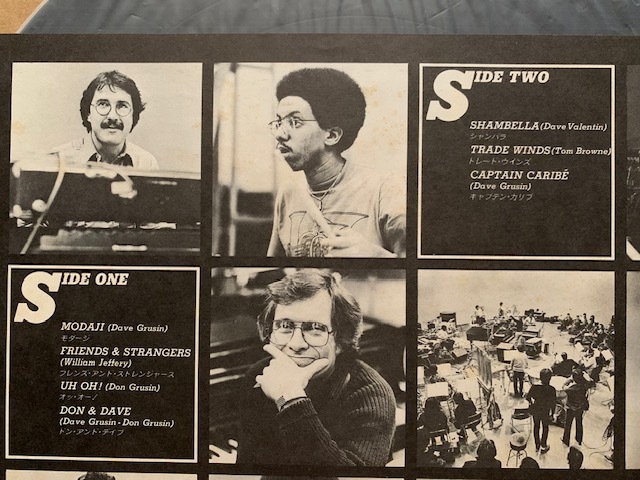 SIDE TWO
SHAMBELLA (Dave Valentin)
シャンバラ
TRADE WINDS (Tom Browne)
トレード・ウインズ
CAPTAIN CARIBÉ
(Dave Grusin)
キャプテン・カリブ
SIDE ONE
MODAJI (Dave Grusin)
モダージ
FRIENDS & STRANGERS
(William Jeffery)
フレンズ・アンド・ストレンジャース
UH OH! (Don Grusin)
オッ・オー!
DON & DAVE
(Dave Grusin・Don Grusin)
ドン・アンド・デイブ